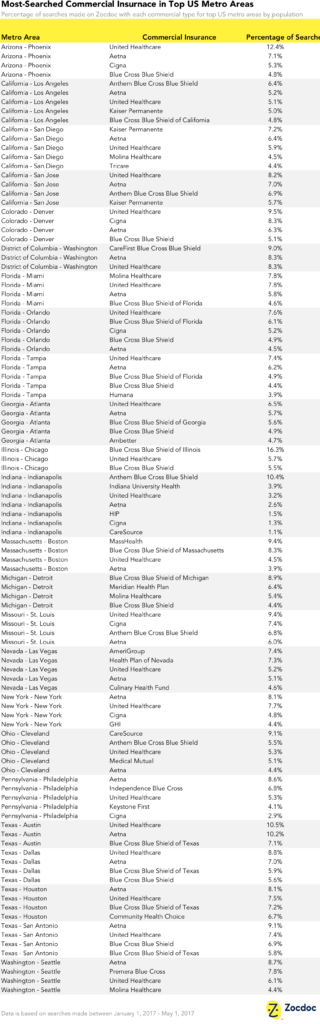 Most-Searched Commercial Insurnace in Top US Metro Areas
Percentage of searches made on Zocdoc with each commercial type for top US metro areas by population
Metro Area Commercial Insurance Percentage of Searche
Arizona - Phoenix United Healthcare 12.4%
Arizona - Phoenix Aetna 7.1%
Arizona - Phoenix Cigna 5.3%
Arizona - Phoenix Blue Cross Blue Shield 4.8%
California - Los Angeles Anthem Blue Cross Blue Shield 6.4%
California - Los Angeles Aetna 5.2%
California - Los Angeles United Healthcare 5.1%
California - Los Angeles Kaiser Permanente 5.0%
California - Los Angeles Blue Cross Blue Shield of California 4.8%
California - San Diego Kaiser Permanente 7.2%
California - San Diego Aetna 6.4%
California - San Diego United Healthcare 5.9%
California - San Diego Molina Healthcare 4.5%
California - San Diego Tricare 4.4%
California - San Jose United Healthcare 8.2%
California - San Jose Aetna 7.0%
California - San Jose Anthem Blue Cross Blue Shield 6.9%
California - San Jose Kaiser Permanente 5.7%
Colorado - Denver United Healthcare 9.5%
Colorado - Denver Cigna 8.3%
Colorado - Denver Aetna 6.3%
Colorado - Denver Blue Cross Blue Shield 5.1%
District of Columbia - Washington CareFirst Blue Cross Blue Shield 9.0%
District of Columbia - Washington Aetna 8.3%
District of Columbia - Washington United Healthcare 8.3%
Florida - Miami Molina Healthcare 7.8%
Florida - Miami United Healthcare 7.8%
Florida - Miami Aetna 5.8%
Florida - Miami Blue Cross Blue Shield of Florida 4.6%
Florida - Orlando United Healthcare 7.6%
Florida - Orlando Blue Cross Blue Shield of Florida 6.1%
Florida - Orlando Cigna 5.2%
Florida - Orlando Blue Cross Blue Shield 4.9%
Florida - Orlando Aetna 4.5%
Florida - Tampa United Healthcare 7.4%
Florida - Tampa Aetna 6.2%
Florida - Tampa Blue Cross Blue Shield of Florida 4.9%
Florida - Tampa Blue Cross Blue Shield 4.4%
Florida - Tampa Humana 3.9%
Georgia - Atlanta United Healthcare 6.5%
Georgia - Atlanta Aetna 5.7%
Georgia - Atlanta Blue Cross Blue Shield of Georgia 5.6%
Georgia - Atlanta Blue Cross Blue Shield 4.9%
Georgia - Atlanta Ambetter 4.7%
Illinois - Chicago Blue Cross Blue Shield of Illinois 16.3%
Illinois - Chicago United Healthcare 5.7%
Illinois - Chicago Blue Cross Blue Shield 5.5%
Indiana - Indianapolis Anthem Blue Cross Blue Shield 10.4%
Indiana - Indianapolis Indiana University Health 3.9%
Indiana - Indianapolis United Healthcare 3.2%
Indiana - Indianapolis Aetna 2.6%
Indiana - Indianapolis HIP 1.5%
Indiana - Indianapolis Cigna 1.3%
Indiana - Indianapolis CareSource 1.1%
Massachusetts - Boston MassHealth 9.4%
Massachusetts - Boston Blue Cross Blue Shield of Massachusetts 8.3%
Massachusetts - Boston United Healthcare 4.5%
Massachusetts - Boston Aetna 3.9%
Michigan - Detroit Blue Cross Blue Shield of Michigan 8.9%
Michigan - Detroit Meridian Health Plan 6.4%
Michigan - Detroit Molina Healthcare 5.4%
Michigan - Detroit Blue Cross Blue Shield 4.4%
Missouri - St. Louis United Healthcare 9.4%
Missouri - St. Louis Cigna 7.4%
Missouri - St. Louis Anthem Blue Cross Blue Shield 6.8%
Missouri - St. Louis Aetna 6.0%
Nevada - Las Vegas AmeriGroup 7.4%
Nevada - Las Vegas Health Plan of Nevada 7.3%
Nevada - Las Vegas United Healthcare 5.2%
Nevada - Las Vegas Aetna 5.1%
Nevada - Las Vegas Culinary Health Fund 4.6%
New York - New York Aetna 8.1%
New York - New York United Healthcare 7.7%
New York - New York Cigna 4.8%
New York - New York GHI 4.4%
Ohio - Cleveland CareSource 9.1%
Ohio - Cleveland Anthem Blue Cross Blue Shield 5.5%
Ohio - Cleveland United Healthcare 5.3%
Ohio - Cleveland Medical Mutual 5.1%
Ohio - Cleveland Aetna 4.4%
Pennsylvania - Philadelphia Aetna 8.6%
Pennsylvania - Philadelphia Independence Blue Cross 6.8%
Pennsylvania - Philadelphia United Healthcare 5.3%
Pennsylvania - Philadelphia Keystone First 4.1%
Pennsylvania - Philadelphia Cigna 2.9%
Texas - Austin United Healthcare 10.5%
Texas - Austin Aetna 10.2%
Texas - Austin Blue Cross Blue Shield of Texas 7.1%
Texas - Dallas United Healthcare 8.8%
Texas - Dallas Aetna 7.0%
Texas - Dallas Blue Cross Blue Shield of Texas 5.9%
Texas - Dallas Blue Cross Blue Shield 5.6%
Texas - Houston Aetna 8.1%
Texas - Houston United Healthcare 7.5%
Texas - Houston Blue Cross Blue Shield of Texas 7.2%
Texas - Houston Community Health Choice 6.7%
Texas - San Antonio Aetna 9.1%
Texas - San Antonio United Healthcare 7.4%
Texas - San Antonio Blue Cross Blue Shield 6.9%
Texas - San Antonio Blue Cross Blue Shield of Texas 5.8%
Washington - Seattle Aetna 8.7%
Washington - Seattle Premera Blue Cross 7.8%
Washington - Seattle United Healthcare 6.1%
Washington - Seattle Molina Healthcare 4.4%
Data is based on searches made between January 1, 2017 - May 1, 2017
Zocdoc